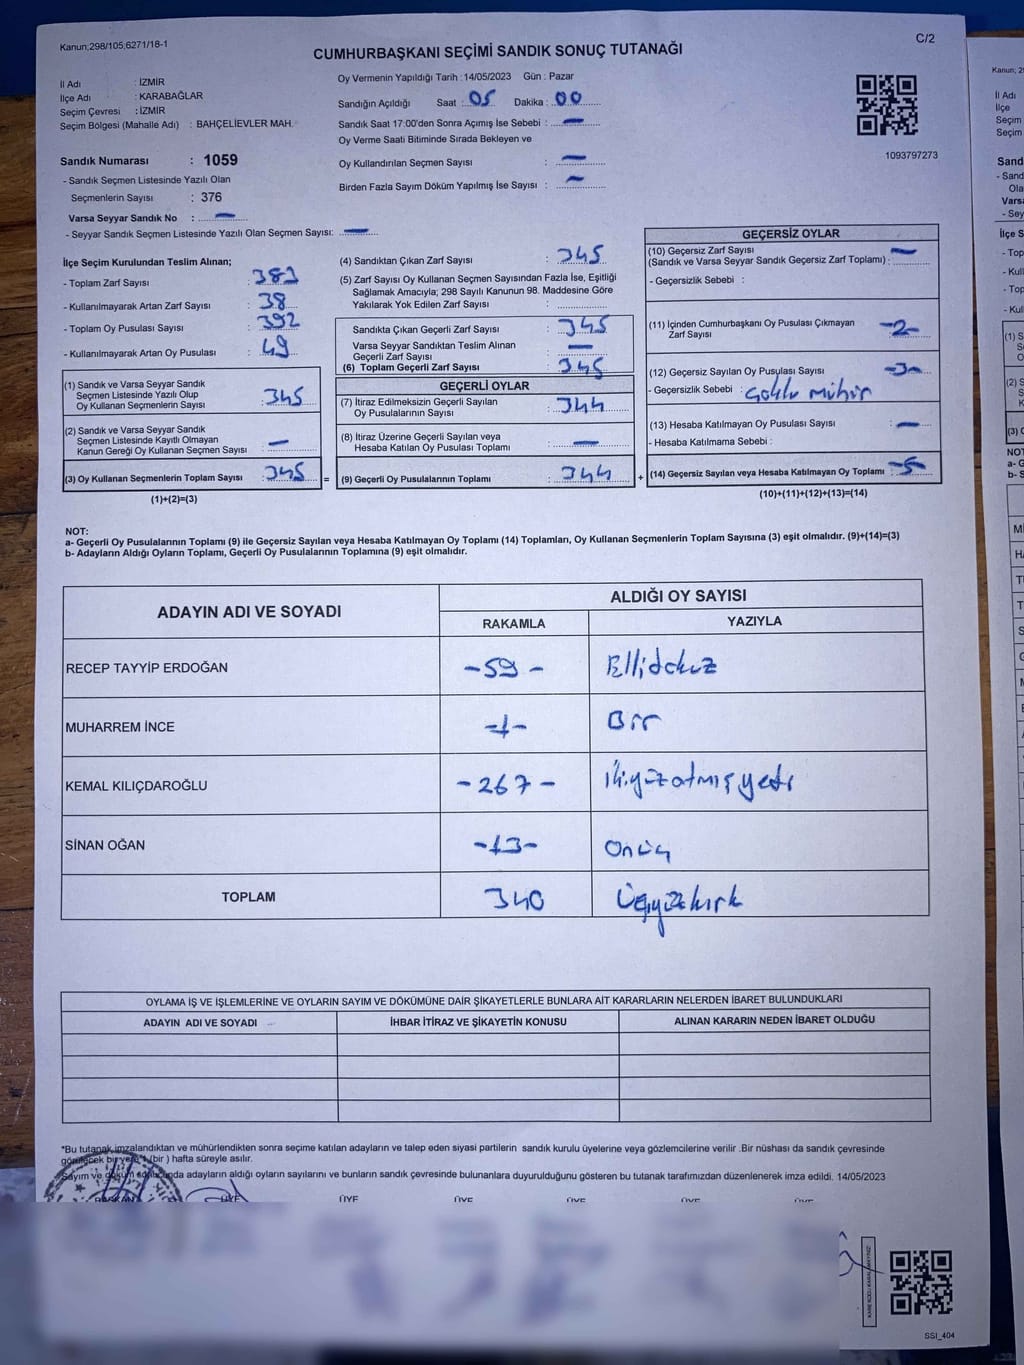 Kanun;298/105;6271/18-1
C/2
CUMHURBAŞKANI SEÇİMİ SANDIK SONUÇ TUTANAĞI
İl Adı : İZMİR
İlçe Adı : KARABAĞLAR
Seçim Çevresi : İZMİR
Seçim Bölgesi (Mahalle Adı) : BAHÇELİEVLER MAH.
Sandık Numarası : 1059
- Sandık Seçmen Listesinde Yazılı Olan
Seçmenlerin Sayısı : 376
Varsa Seyyar Sandık No : —
- Seyyar Sandık Seçmen Listesinde Yazılı Olan Seçmen Sayısı: —
Oy Vermenin Yapıldığı Tarih :14/05/2023 Gün : Pazar
Sandığın Açıldığı Saat : 05 Dakika : 00
Sandık Saat 17:00'den Sonra Açımış İse Sebebi : —
Oy Verme Saati Bitiminde Sırada Bekleyen ve
Oy Kullandırılan Seçmen Sayısı : —
Birden Fazla Sayım Döküm Yapılmış İse Sayısı : —
1093797273
İlçe Seçim Kurulundan Teslim Alınan;
- Toplam Zarf Sayısı : 383
- Kullanılmayarak Artan Zarf Sayısı : 38
- Toplam Oy Pusulası Sayısı : 392
- Kullanılmayarak Artan Oy Pusulası : 49
(1) Sandık ve Varsa Seyyar Sandık
Seçmen Listesinde Yazılı Olup
Oy Kullanan Seçmenlerin Sayısı : 345
(2) Sandık ve Varsa Seyyar Sandık
Seçmen Listesinde Kayıtlı Olmayan
Kanun Gereği Oy Kullanan Seçmen Sayısı : —
(3) Oy Kullanan Seçmenlerin Toplam Sayısı : 345
(1)+(2)=(3)
(4) Sandıktan Çıkan Zarf Sayısı : 345
(5) Zarf Sayısı Oy Kullanan Seçmen Sayısından Fazla İse, Eşitliği
Sağlamak Amacıyla; 298 Sayılı Kanunun 98. Maddesine Göre
Yakılarak Yok Edilen Zarf Sayısı :
Sandıkta Çıkan Geçerli Zarf Sayısı : 345
Varsa Seyyar Sandıktan Teslim Alınan
Geçerli Zarf Sayısı : —
(6) Toplam Geçerli Zarf Sayısı : 345
GEÇERLİ OYLAR
(7) İtiraz Edilmeksizin Geçerli Sayılan
Oy Pusulalarının Sayısı : 344
(8) İtiraz Üzerine Geçerli Sayılan veya
Hesaba Katılan Oy Pusulası Toplamı : —
= (9) Geçerli Oy Pusulalarının Toplamı : 344
GEÇERSİZ OYLAR
(10) Geçersiz Zarf Sayısı
(Sandık ve Varsa Seyyar Sandık Geçersiz Zarf Toplamı) : —
- Geçersizlik Sebebi :
(11) İçinden Cumhurbaşkanı Oy Pusulası Çıkmayan
Zarf Sayısı : -2-
(12) Geçersiz Sayılan Oy Pusulası Sayısı : -3-
- Geçersizlik Sebebi : Çoklu mühür
(13) Hesaba Katılmayan Oy Pusulası Sayısı : —
- Hesaba Katılmama Sebebi :
+ (14) Geçersiz Sayılan veya Hesaba Katılmayan Oy Toplamı : -5-
(10)+(11)+(12)+(13)=(14)
NOT:
a- Geçerli Oy Pusulalarının Toplamı (9) ile Geçersiz Sayılan veya Hesaba Katılmayan Oy Toplamı (14) Toplamları, Oy Kullanan Seçmenlerin Toplam Sayısına (3) eşit olmalıdır. (9)+(14)=(3)
b- Adayların Aldığı Oyların Toplamı, Geçerli Oy Pusulalarının Toplamına (9) eşit olmalıdır.
ADAYIN ADI VE SOYADI ALDIĞI OY SAYISI
RAKAMLA YAZIYLA
RECEP TAYYİP ERDOĞAN -59- Ellidokuz
MUHARREM İNCE -1- Bir
KEMAL KILIÇDAROĞLU -267- ikiyüzatmışyedi
SİNAN OĞAN -13- Onüç
TOPLAM 340 Üçyüzkırk
OYLAMA İŞ VE İŞLEMLERİNE VE OYLARIN SAYIM VE DÖKÜMÜNE DAİR ŞİKAYETLERLE BUNLARA AİT KARARLARIN NELERDEN İBARET BULUNDUKLARI
ADAYIN ADI VE SOYADI İHBAR İTİRAZ VE ŞİKAYETİN KONUSU ALINAN KARARIN NEDEN İBARET OLDUĞU
*Bu tutanak imzalandıktan ve mühürlendikten sonra seçime katılan adayların ve talep eden siyasi partilerin sandık kurulu üyelerine veya gözlemcilerine verilir .Bir nüshası da sandık çevresinde
görülecek bir yere 1 (bir ) hafta süreyle asılır.
Sayım ve döküm sonucunda adayların aldığı oyların sayılarını ve bunların sandık çevresinde bulunanlara duyurulduğunu gösteren bu tutanak tarafımızdan düzenlenerek imza edildi. 14/05/2023
BAŞKAN ÜYE ÜYE ÜYE ÜYE ÜYE ÜYE
SSI_404